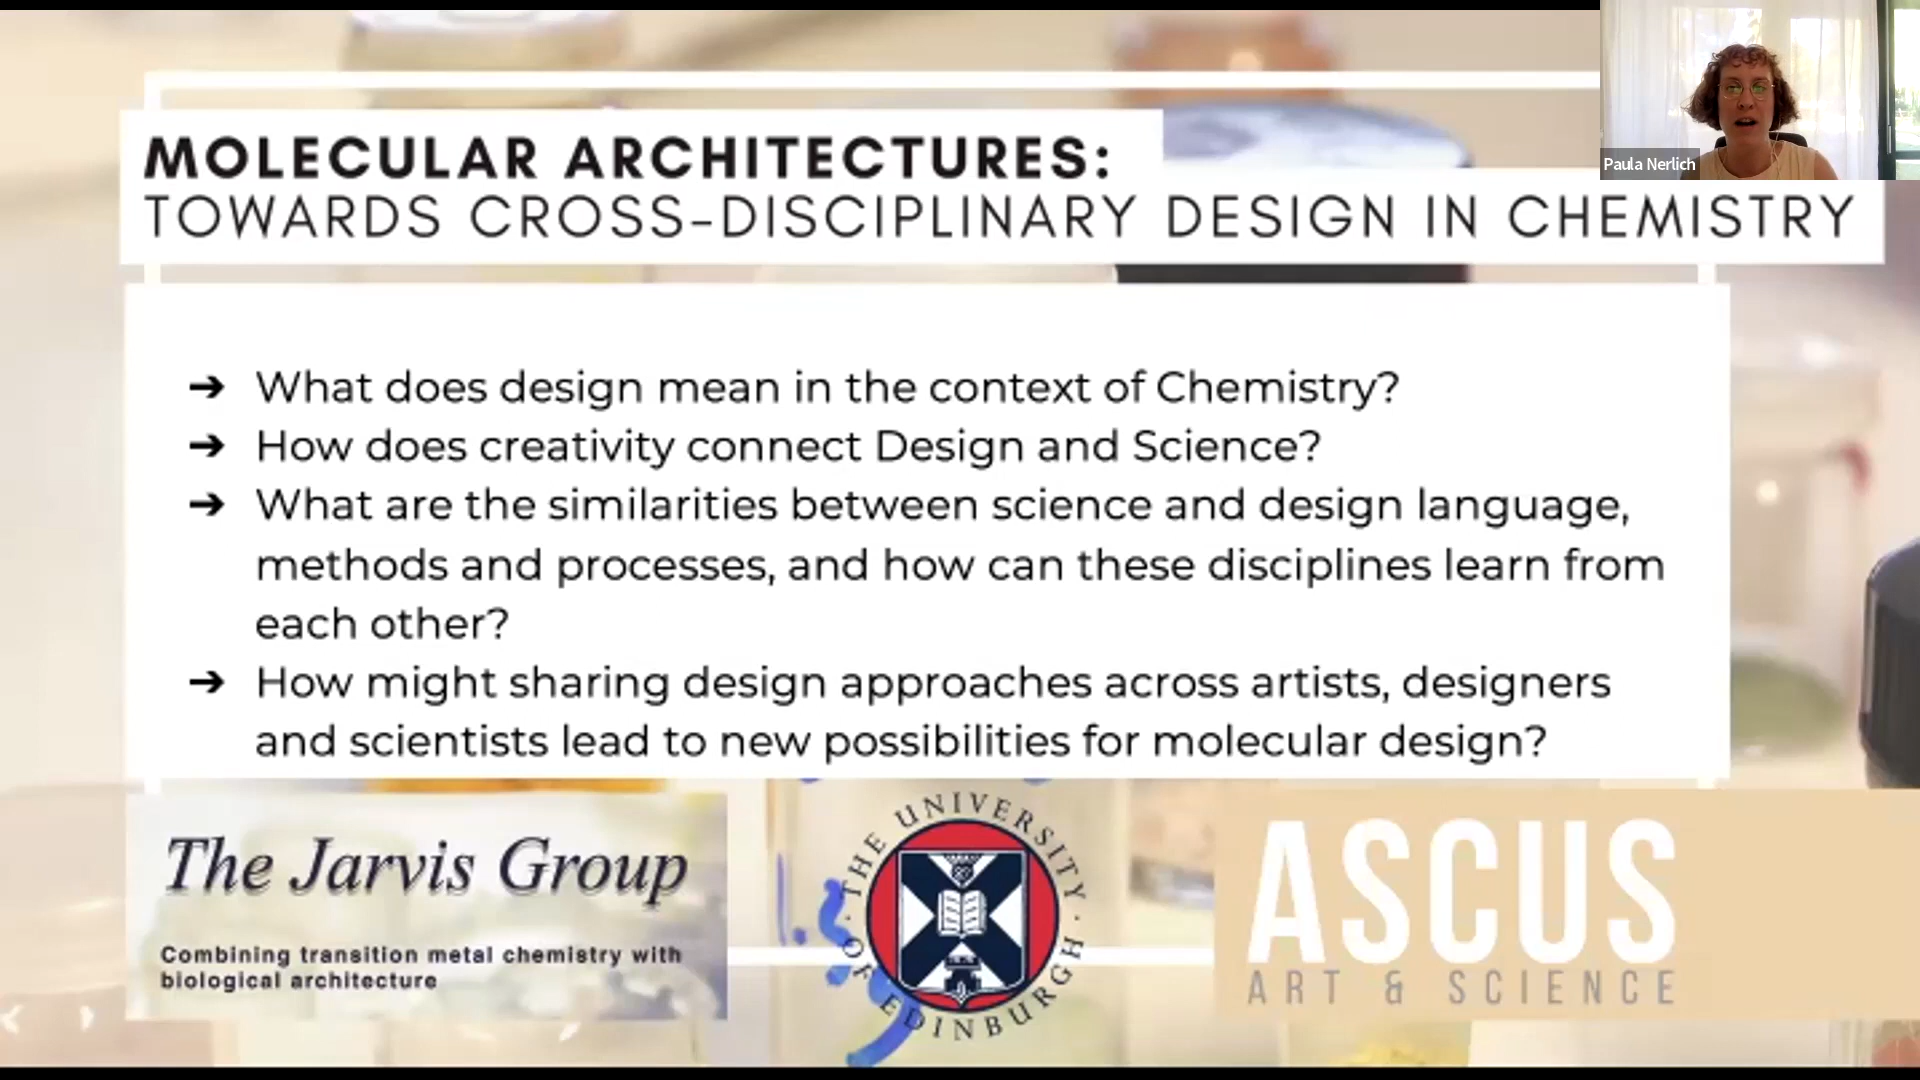 Paula Nerlich
MOLECULAR ARCHITECTURES:
TOWARDS CROSS-DISCIPLINARY DESIGN IN CHEMISTRY
➔ What does design mean in the context of Chemistry?
➔ How does creativity connect Design and Science?
➔ What are the similarities between science and design language,
methods and processes, and how can these disciplines learn from
each other?
➔ How might sharing design approaches across artists, designers
and scientists lead to new possibilities for molecular design?
The Jarvis Group
Combining transition metal chemistry with
biological architecture
· THE UNIVERSITY ·
OF EDINBURGH
ASCUS
ART & SCIENCE